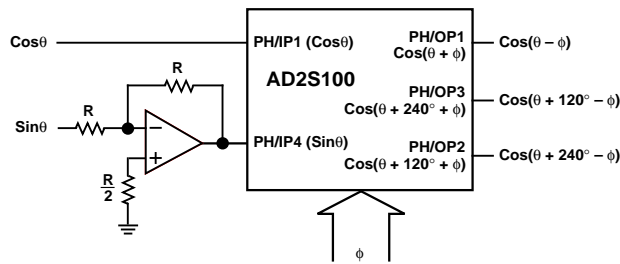 Cosθ
PH/IP1 (Cosθ)
PH/OP1
Cos(θ + ϕ)
Cos(θ – ϕ)
AD2S100
R
R
PH/OP3
Cos(θ + 240° + ϕ)
Cos(θ + 120° – ϕ)
Sinθ
–
+
PH/IP4 (Sinθ)
PH/OP2
Cos(θ + 120° + ϕ)
Cos(θ + 240° – ϕ)
R
2
ϕ